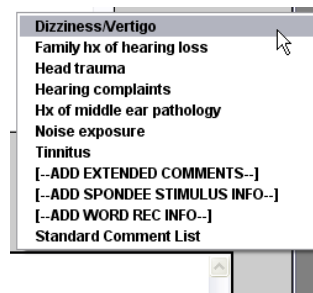 Dizziness/Vertigo
Family hx of hearing loss
Head trauma
Hearing complaints
Hx of middle ear pathology
Noise exposure
Tinnitus
[--ADD EXTENDED COMMENTS--]
[--ADD SPONDEE STIMULUS INFO--]
[--ADD WORD REC INFO--]
Standard Comment List